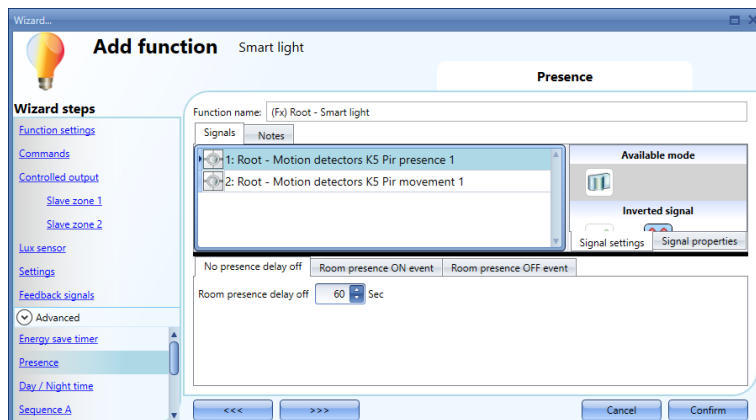 Wizard...
Add function Smart light
Presence
Wizard steps
Function settings
Commands
Controlled output
Slave zone 1
Slave zone 2
Lux sensor
Settings
Feedback signals
Advanced
Energy save timer
Presence
Day / Night time
Sequence A
Function name: (Fx) Root - Smart light
Signals Notes
1: Root - Motion detectors K5 Pir presence 1
2: Root - Motion detectors K5 Pir movement 1
Available mode
Inverted signal
Signal settings Signal properties
No presence delay off Room presence ON event Room presence OFF event
Room presence delay off 60 Sec
<<< >>> Cancel Confirm